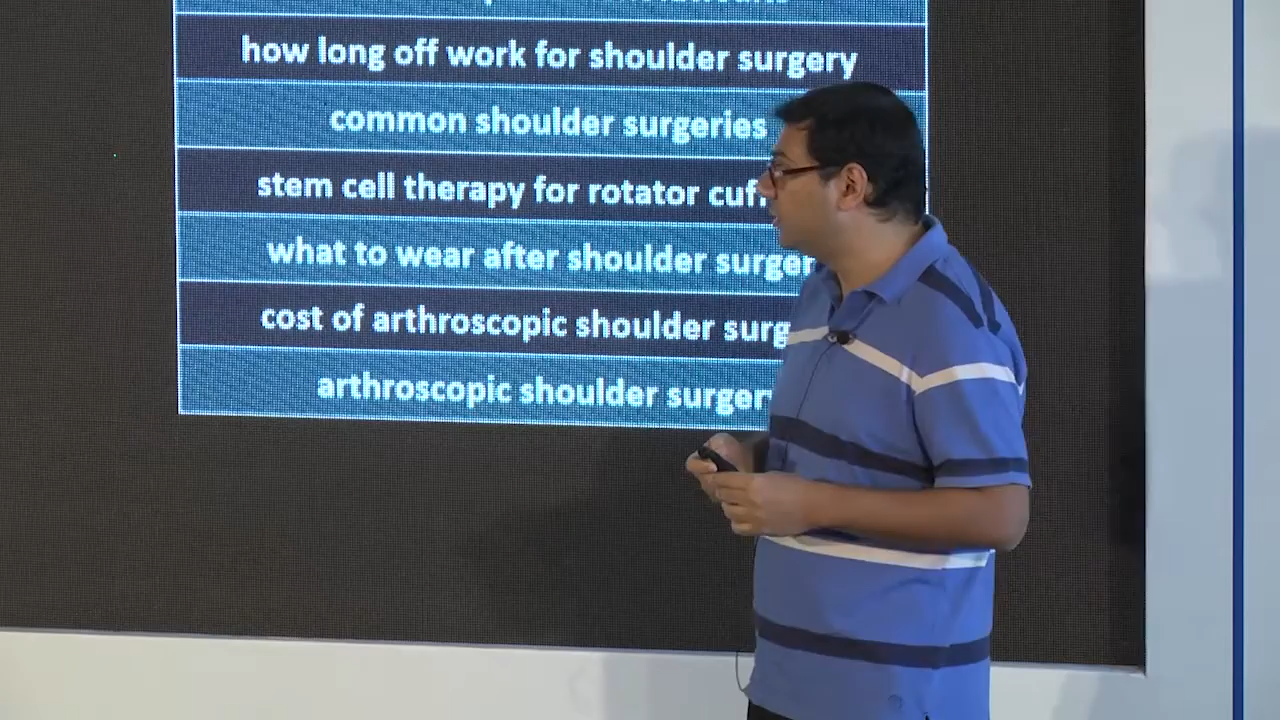 how long off work for shoulder surgery
common shoulder surgeries
stem cell therapy for rotator
what to wear after shoulder
cost of arthroscopic shoulder
arthroscopic shoulder